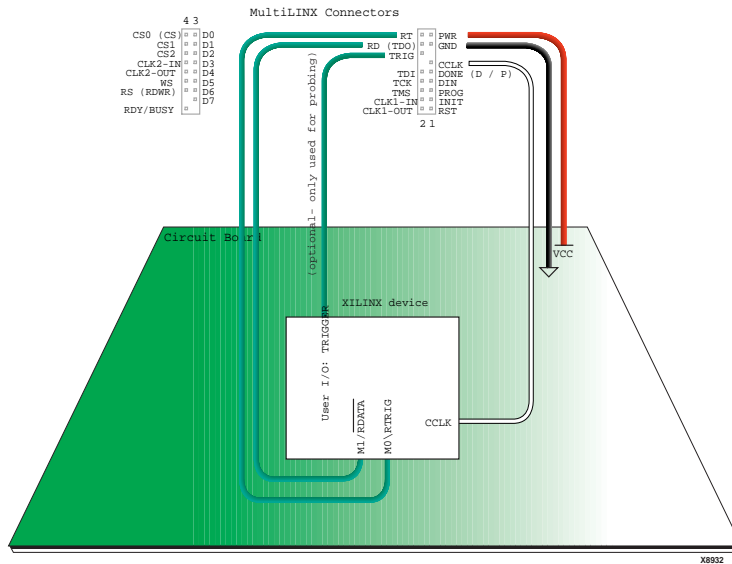 MultiLINX Connectors
4 3
CS0 (CS) D0
CS1 D1
CS2 D2
CLK2-IN D3
CLK2-OUT D4
WS D5
RS (RDWR) D6
D7
RDY/BUSY
RT PWR
RD (TDO) GND
TRIG
CCLK
TDI DONE (D / P)
TCK DIN
TMS PROG
CLK1-IN INIT
CLK1-OUT RST
2 1
(optional- only used for probing)
Circuit Board
VCC
XILINX device
User I/O: TRIGGER
M1/RDATA
M0\RTRIG
CCLK
X8932